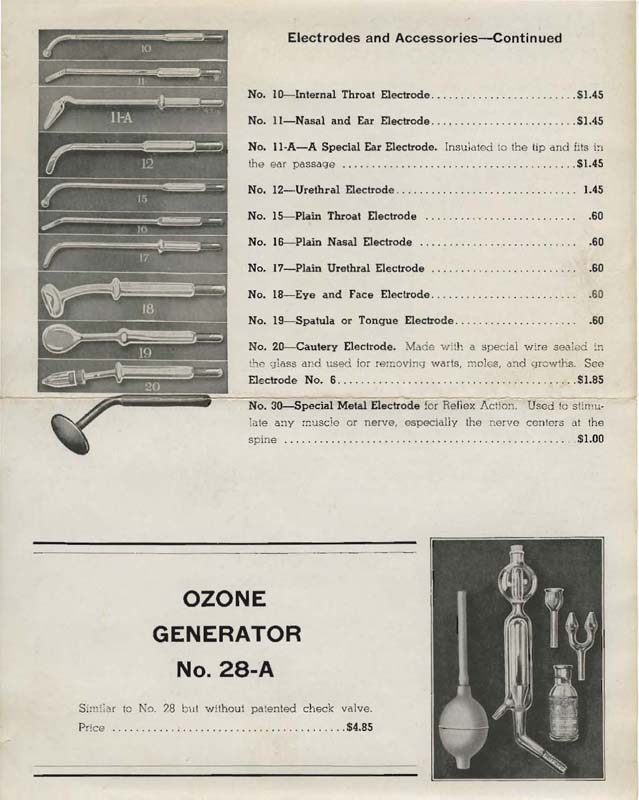 Electrodes and Accessories—Continued
10
11
11-A
12
15
16
17
18
19
20
No. 10—Internal Throat Electrode.........................$1.45
No. 11—Nasal and Ear Electrode.........................$1.45
No. 11-A—A Special Ear Electrode. Insulated to the tip and fits in
the ear passage ........................................$1.45
No. 12—Urethral Electrode............................... 1.45
No. 15—Plain Throat Electrode .......................... .60
No. 16—Plain Nasal Electrode ........................... .60
No. 17—Plain Urethral Electrode ......................... .60
No. 18—Eye and Face Electrode......................... .60
No. 19—Spatula or Tongue Electrode..................... .60
No. 20—Cautery Electrode. Made with a special wire sealed in
the glass and used for removing warts, moles, and growths. See
Electrode No. 6.........................................$1.85
No. 30—Special Metal Electrode for Reflex Action. Used to stimu-
late any muscle or nerve, especially the nerve centers at the
spine ..................................................$1.00
OZONE
GENERATOR
No. 28-A
Similar to No. 28 but without patented check valve.
Price ........................................$4.85